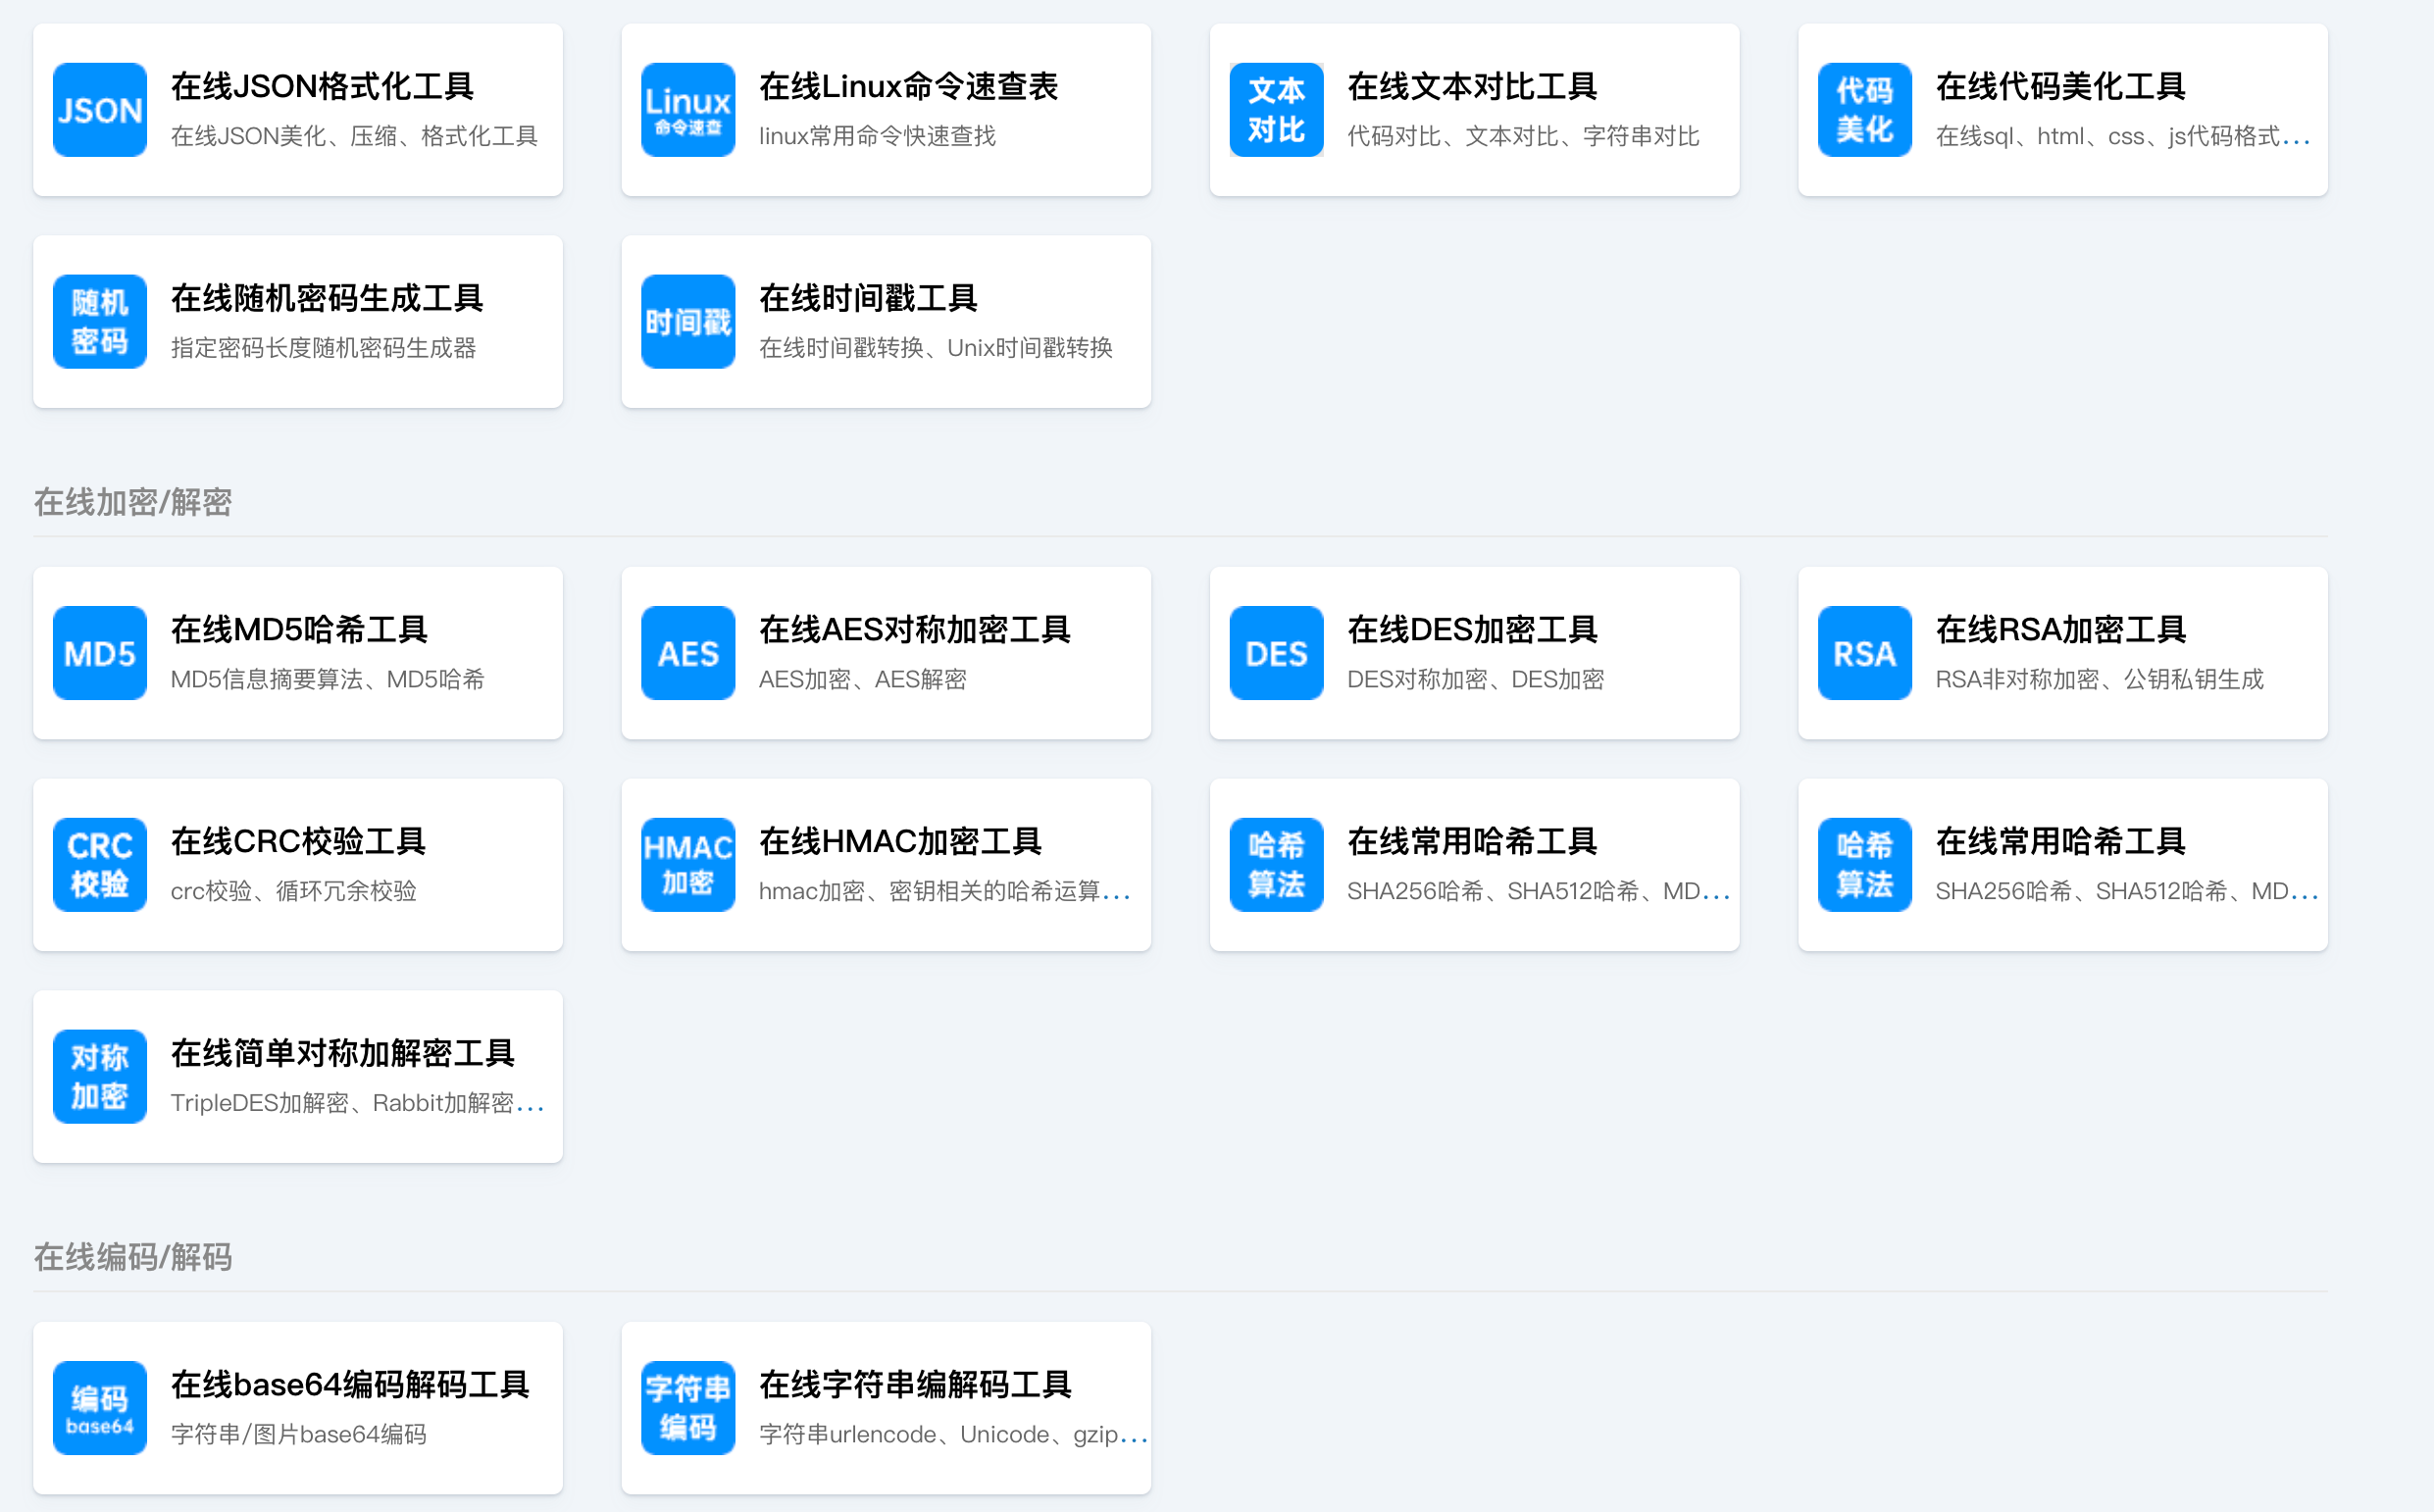 JSON
在线JSON格式化工具
在线JSON美化、压缩、格式化工具
Linux
命令速查
在线Linux命令速查表
linux常用命令快速查找
文本
对比
在线文本对比工具
代码对比、文本对比、字符串对比
代码
美化
在线代码美化工具
在线sql、html、css、js代码格式...
随机
密码
在线随机密码生成工具
指定密码长度随机密码生成器
时间戳
在线时间戳工具
在线时间戳转换、Unix时间戳转换
在线加密/解密
MD5
在线MD5哈希工具
MD5信息摘要算法、MD5哈希
AES
在线AES对称加密工具
AES加密、AES解密
DES
在线DES加密工具
DES对称加密、DES加密
RSA
在线RSA加密工具
RSA非对称加密、公钥私钥生成
CRC
校验
在线CRC校验工具
crc校验、循环冗余校验
HMAC
加密
在线HMAC加密工具
hmac加密、密钥相关的哈希运算...
哈希
算法
在线常用哈希工具
SHA256哈希、SHA512哈希、MD...
哈希
算法
在线常用哈希工具
SHA256哈希、SHA512哈希、MD...
对称
加密
在线简单对称加解密工具
TripleDES加解密、Rabbit加解密...
在线编码/解码
编码
base64
在线base64编码解码工具
字符串/图片base64编码
字符串
编码
在线字符串编解码工具
字符串urlencode、Unicode、gzip...